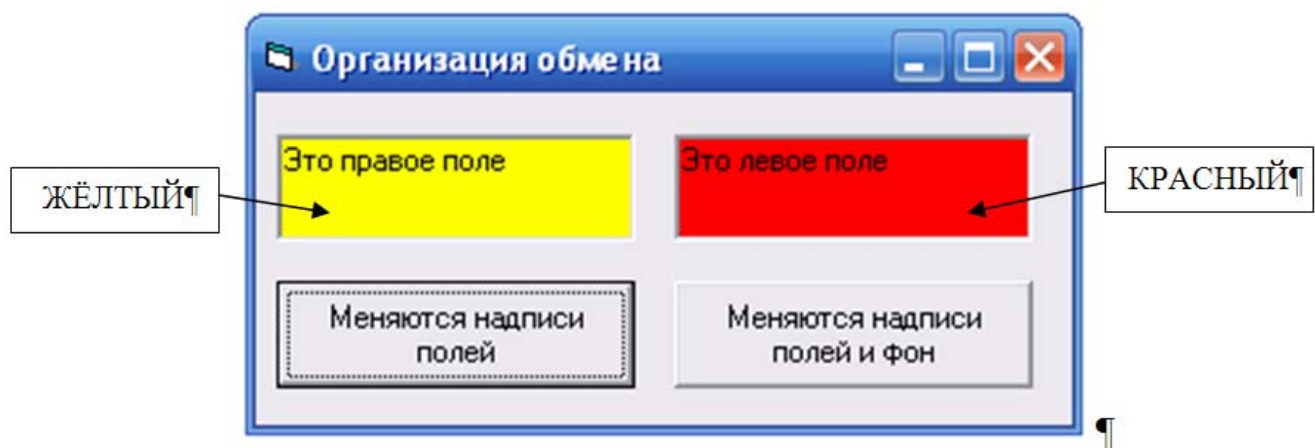 Организация обмена
Это правое поле
Это левое поле
ЖЁЛТЫЙ¶
КРАСНЫЙ¶
Меняются надписи
полей
Меняются надписи
полей и фон
¶